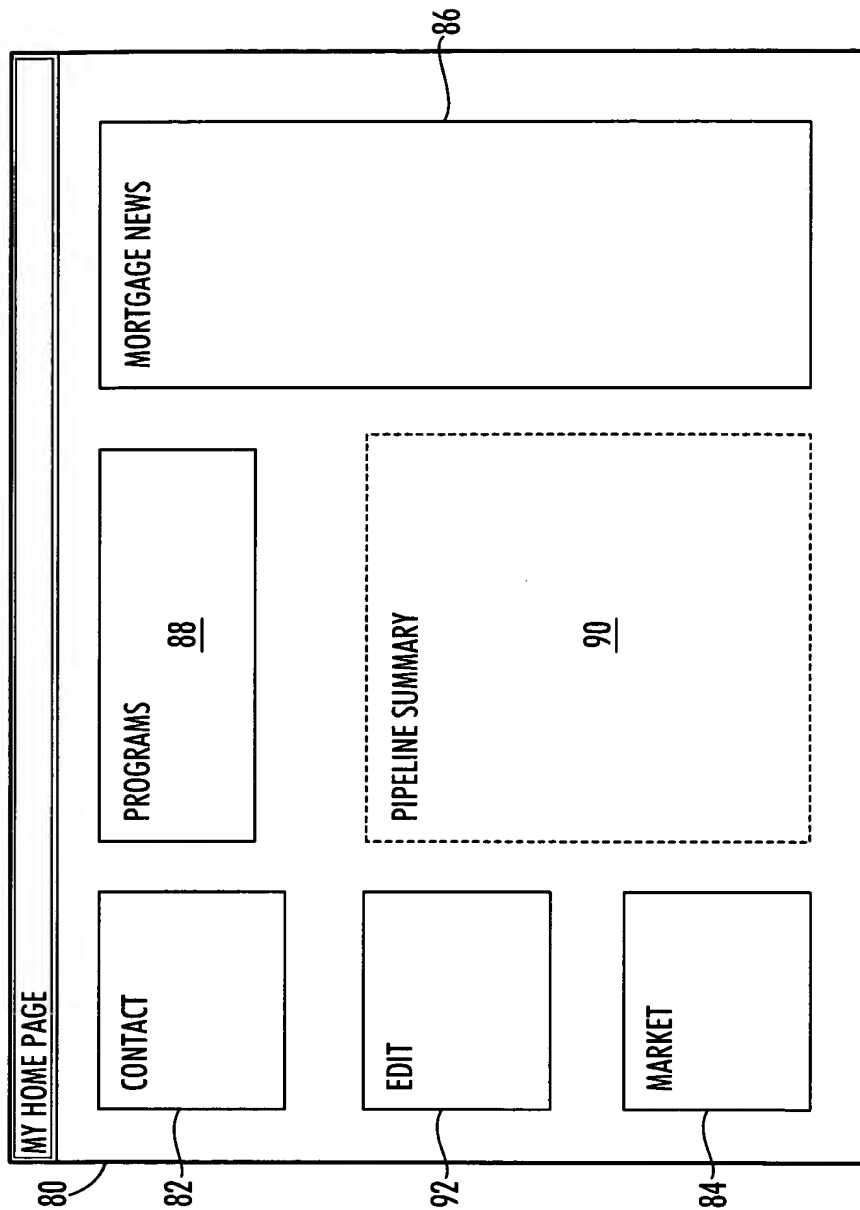 MY HOME PAGE
80
CONTACT
82
PROGRAMS
88
MORTGAGE NEWS
86
EDIT
92
PIPELINE SUMMARY
90
MARKET
84